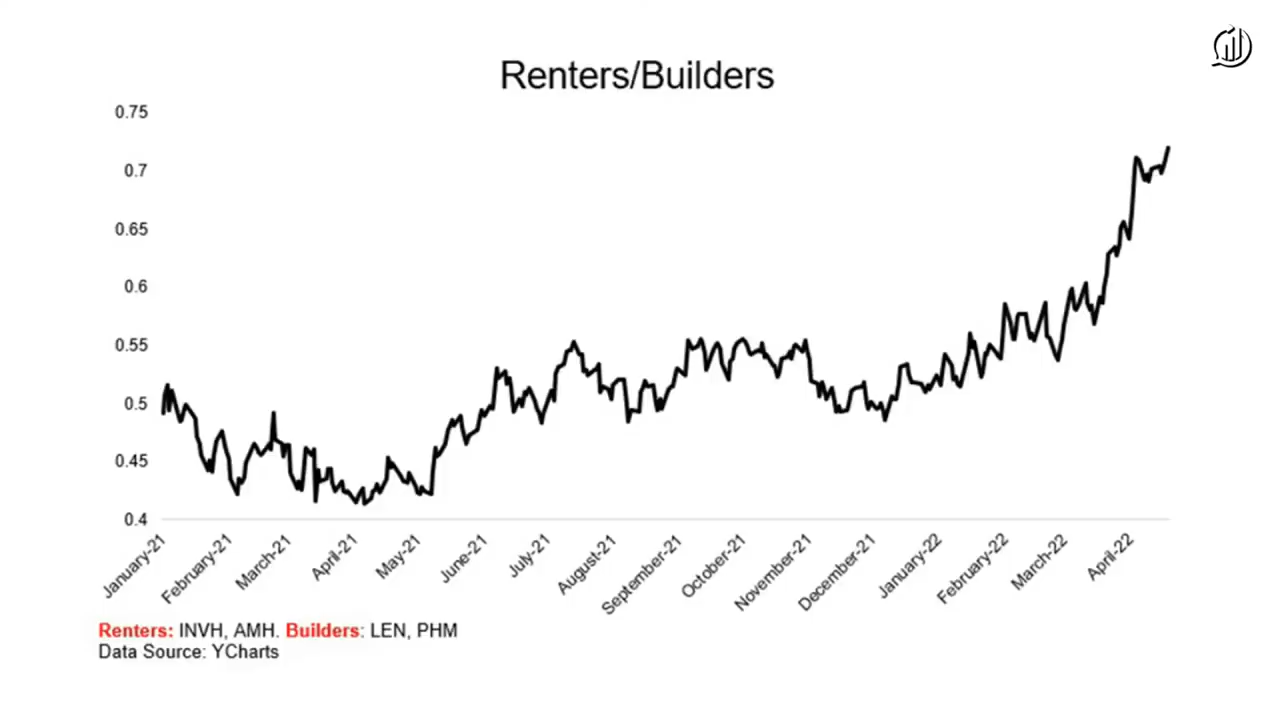 Renters/Builders
0.75
0.7
0.65
0.6
0.55
0.5
0.45
0.4
January-21
February-21
March-21
April-21
May-21
June-21
July-21
August-21
September-21
October-21
November-21
December-21
January-22
February-22
March-22
April-22
Renters: INVH, AMH. Builders: LEN, PHM
Data Source: YCharts